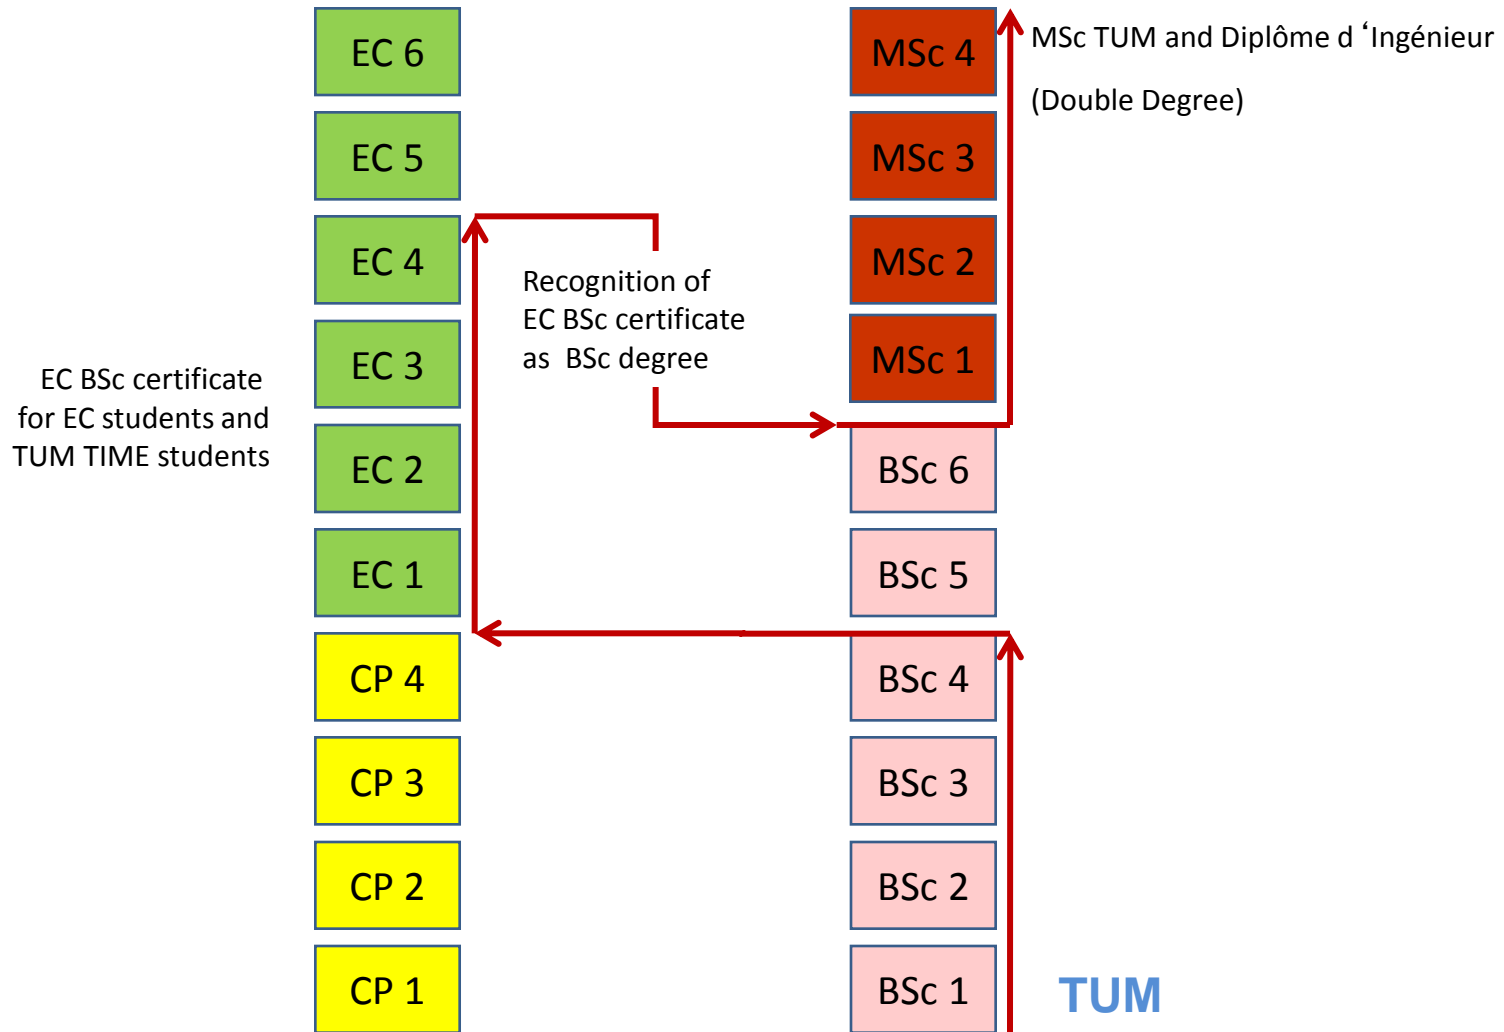 EC 6
EC 5
EC 4
EC 3
EC 2
EC 1
CP 4
CP 3
CP 2
CP 1
EC BSc certificate
for EC students and
TUM TIME students
Recognition of
EC BSc certificate
as BSc degree
MSc 4
MSc 3
MSc 2
MSc 1
BSc 6
BSc 5
BSc 4
BSc 3
BSc 2
BSc 1
MSc TUM and Diplôme d ‘Ingénieur
(Double Degree)
TUM